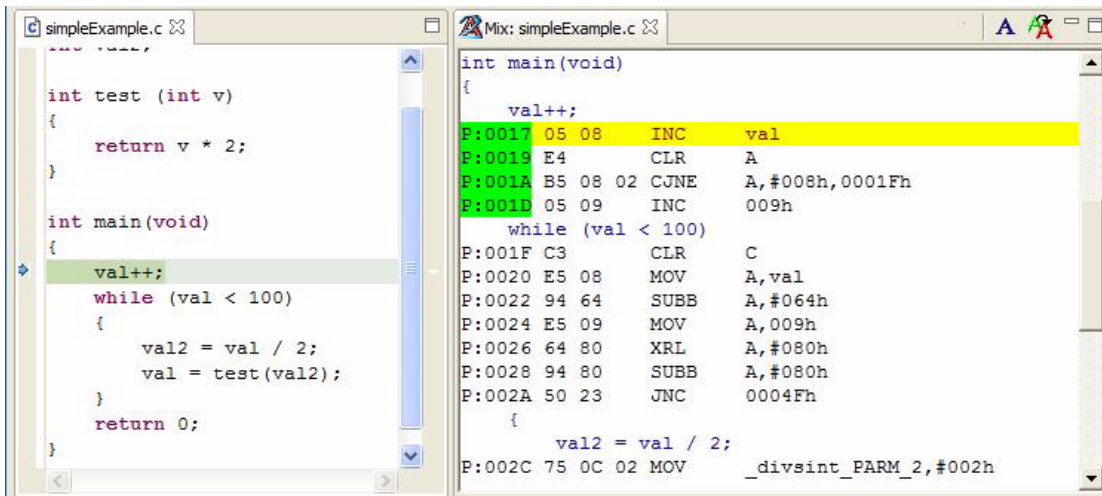 simpleExample.c
int val2;
int test (int v)
{
return v * 2;
}
int main(void)
{
val++;
while (val < 100)
{
val2 = val / 2;
val = test(val2);
}
return 0;
}
Mix: simpleExample.c
int main(void)
{
val++;
P:0017 05 08 INC val
P:0019 E4 CLR A
P:001A B5 08 02 CJNE A,#008h,0001Fh
P:001D 05 09 INC 009h
while (val < 100)
P:001F C3 CLR C
P:0020 E5 08 MOV A,val
P:0022 94 64 SUBB A,#064h
P:0024 E5 09 MOV A,009h
P:0026 64 80 XRL A,#080h
P:0028 94 80 SUBB A,#080h
P:002A 50 23 JNC 0004Fh
{
val2 = val / 2;
P:002C 75 0C 02 MOV _divsint_PARM_2,#002h